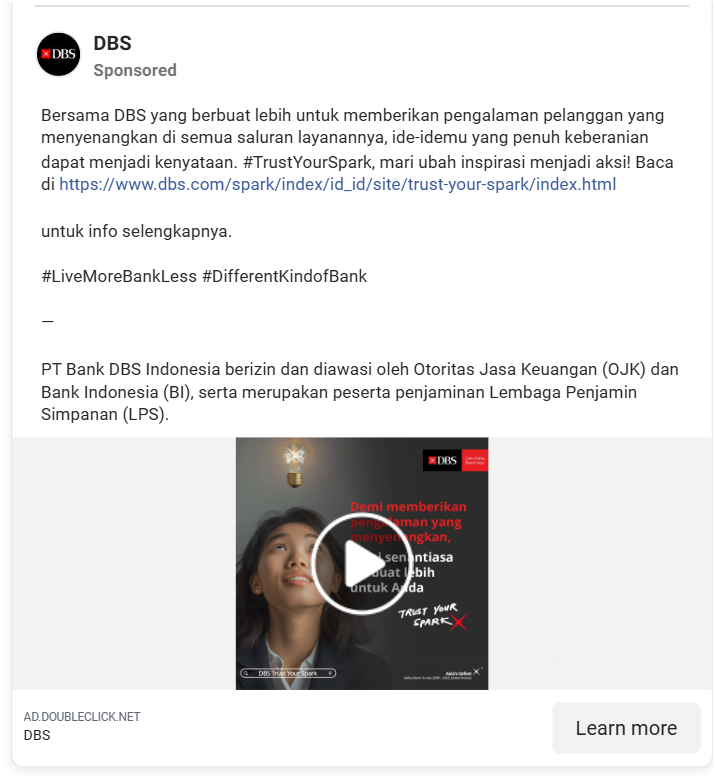 DBS
DBS
Sponsored
Bersama DBS yang berbuat lebih untuk memberikan pengalaman pelanggan yang
menyenangkan di semua saluran layanannya, ide-idemu yang penuh keberanian
dapat menjadi kenyataan. #TrustYourSpark, mari ubah inspirasi menjadi aksi! Baca
di https://www.dbs.com/spark/index/id_id/site/trust-your-spark/index.html
untuk info selengkapnya.
#LiveMoreBankLess #DifferentKindofBank
—
PT Bank DBS Indonesia berizin dan diawasi oleh Otoritas Jasa Keuangan (OJK) dan
Bank Indonesia (BI), serta merupakan peserta penjaminan Lembaga Penjamin
Simpanan (LPS).
DBS
Live more,
Bank less
Demi memberikan
pengalaman yang
menyenangkan,
senantiasa
lebih
untuk Anda
TRUST YOUR
SPARK
DBS Trust Your Spark
Asia's Safest
AD.DOUBLECLICK.NET
DBS
Learn more